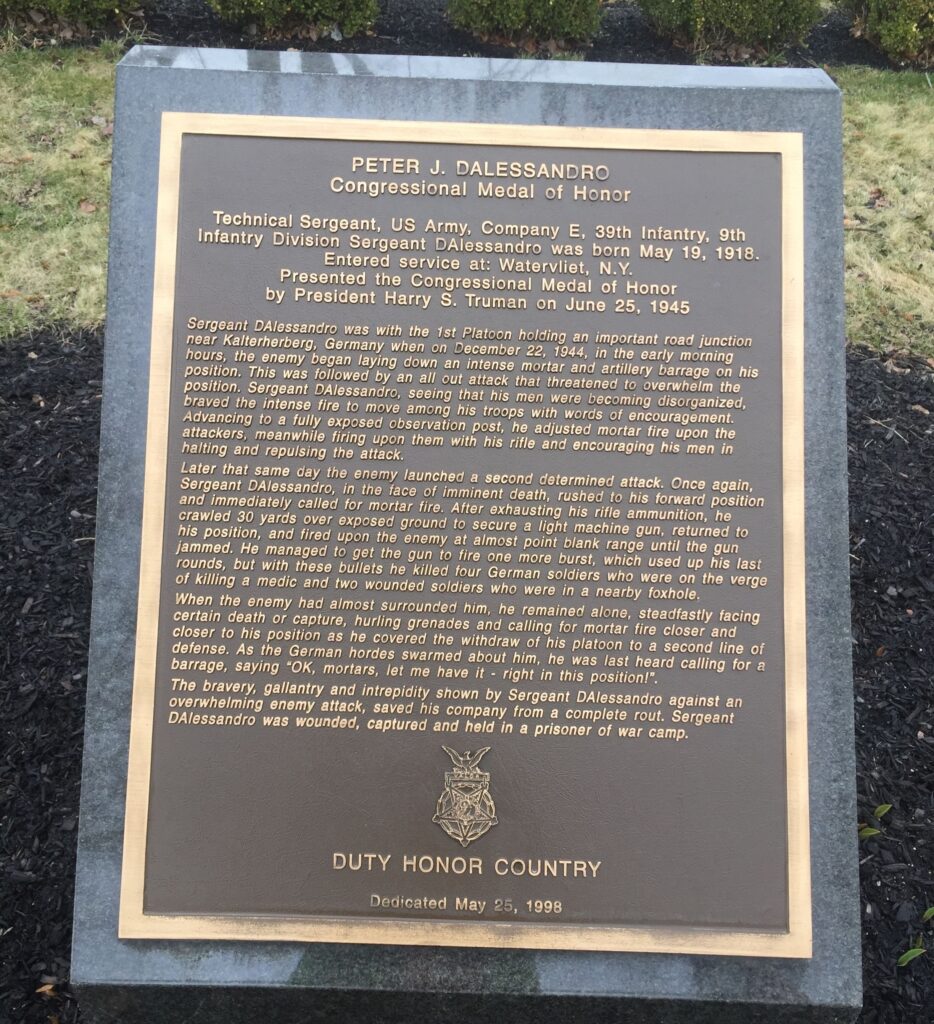 PETER J. DALESSANDRO
Congressional Medal of Honor
Technical Sergeant, US Army, Company E, 39th Infantry, 9th
Infantry Division Sergeant DAlessandro was born May 19, 1918.
Entered service at: Watervliet, N.Y.
Presented the Congressional Medal of Honor
by President Harry S. Truman on June 25, 1945
Sergeant DAlessandro was with the 1st Platoon holding an important road junction
near Kalterherberg, Germany when on December 22, 1944, in the early morning
hours, the enemy began laying down an intense mortar and artillery barrage on his
position. This was followed by an all out attack that threatened to overwhelm the
position. Sergeant DAlessandro, seeing that his men were becoming disorganized,
braved the intense fire to move among his troops with words of encouragement.
Advancing to a fully exposed observation post, he adjusted mortar fire upon the
attackers, meanwhile firing upon them with his rifle and encouraging his men in
halting and repulsing the attack.
Later that same day the enemy launched a second determined attack. Once again,
Sergeant DAlessandro, in the face of imminent death, rushed to his forward position
and immediately called for mortar fire. After exhausting his rifle ammunition, he
crawled 30 yards over exposed ground to secure a light machine gun, returned to
his position, and fired upon the enemy at almost point blank range until the gun
jammed. He managed to get the gun to fire one more burst, which used up his last
rounds, but with these bullets he killed four German soldiers who were on the verge
of killing a medic and two wounded soldiers who were in a nearby foxhole.
When the enemy had almost surrounded him, he remained alone, steadfastly facing
certain death or capture, hurling grenades and calling for mortar fire closer and
closer to his position as he covered the withdraw of his platoon to a second line of
defense. As the German hordes swarmed about him, he was last heard calling for a
barrage, saying "OK, mortars, let me have it - right in this position!".
The bravery, gallantry and intrepidity shown by Sergeant DAlessandro against an
overwhelming enemy attack, saved his company from a complete rout. Sergeant
DAlessandro was wounded, captured and held in a prisoner of war camp.
DUTY HONOR COUNTRY
Dedicated May 25, 1998